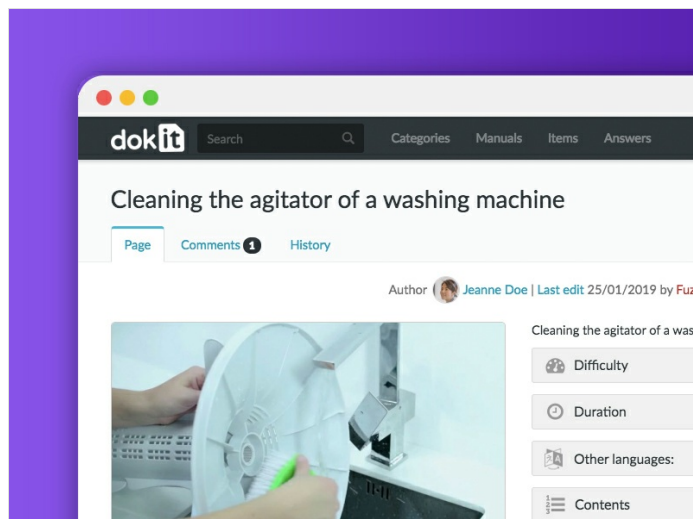 dokit Search Categories Manuals Items Answers
Cleaning the agitator of a washing machine
Page Comments 1 History
Author Jeanne Doe | Last edit 25/01/2019 by
Cleaning the agitator of a
Difficulty
Duration
Other languages:
Contents